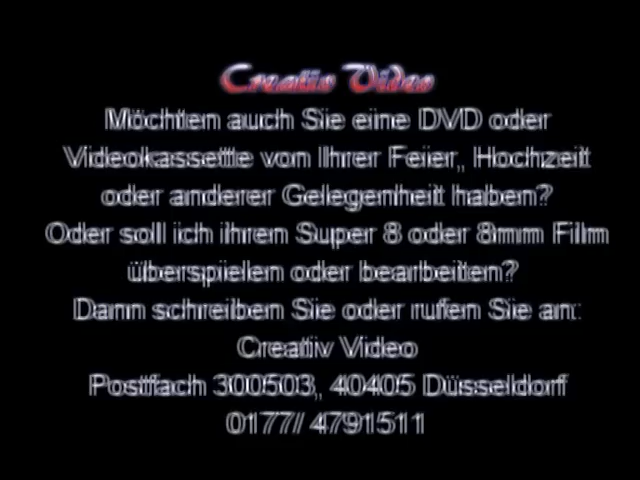 Creativ Video
Möchten auch Sie eine DVD oder
Videokassette von Ihrer Feier, Hochzeit
oder anderer Gelegenheit haben?
Oder soll ich ihren Super 8 oder 8mm Film
überspielen oder bearbeiten?
Dann schreiben Sie oder rufen Sie an:
Creativ Video
Postfach 300503, 40405 Düsseldorf
0177/ 4791511